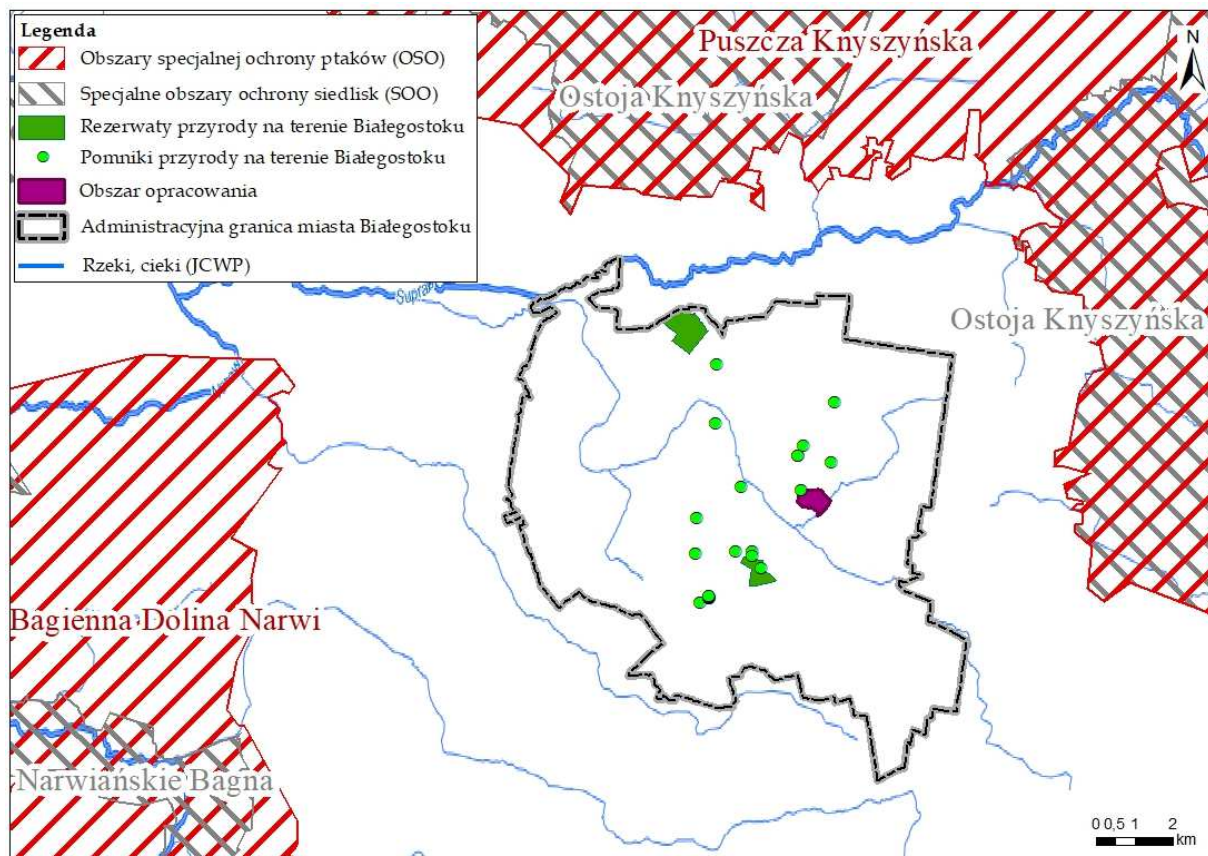 Legenda
Obszary specjalnej ochrony ptaków (OSO)
Specjalne obszary ochrony siedlisk (SOO)
Rezerwaty przyrody na terenie Białegostoku
Pomniki przyrody na terenie Białegostoku
Obszar opracowania
Administracyjna granica miasta Białegostoku
Rzeki, cieki (JCWP)
Puszcza Knyszyńska
N
Ostoja Knyszyńska
Ostoja Knyszyńska
Bagienna Dolina Narwi
Narwiańskie Bagna
0 0,5 1 2
km